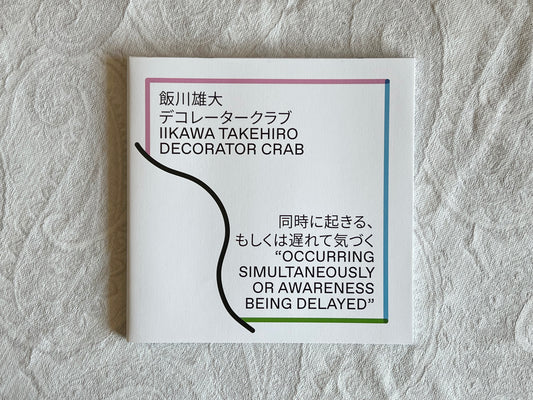 飯川雄大
デコレータークラブ
IIKAWA TAKEHIRO
DECORATOR CRAB
同時に起きる、
もしくは遅れて気づく
“OCCURRING
SIMULTANEOUSLY
OR AWARENESS
BEING DELAYED”